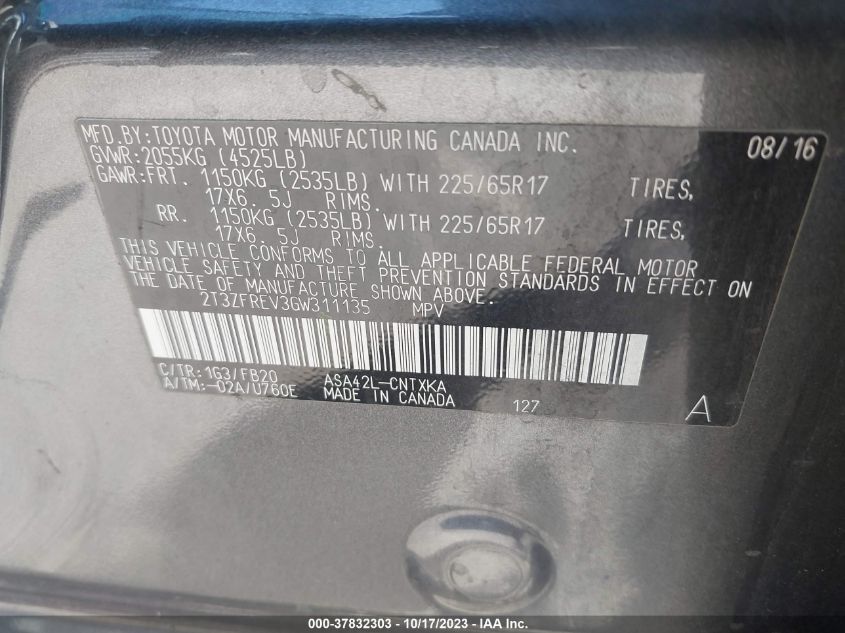 MFD.BY:TOYOTA MOTOR MANUFACTURING CANADA INC. 08/16
GVWR:2055KG (4525LB)
GAWR:FRT. 1150KG (2535LB) WITH 225/65R17 TIRES,
17X6.5J RIMS.
RR. 1150KG (2535LB) WITH 225/65R17 TIRES,
17X6.5J RIMS.
THIS VEHICLE CONFORMS TO ALL APPLICABLE FEDERAL MOTOR
VEHICLE SAFETY AND THEFT PREVENTION STANDARDS IN EFFECT ON
THE DATE OF MANUFACTURE SHOWN ABOVE.
2T3ZFREV3GW311135 MPV
C/TR:1G3/FB20 ASA42L-CNTXKA
A/TM:-02A/U760E MADE IN CANADA 127 A
000-37832303 - 10/17/2023 - IAA Inc.